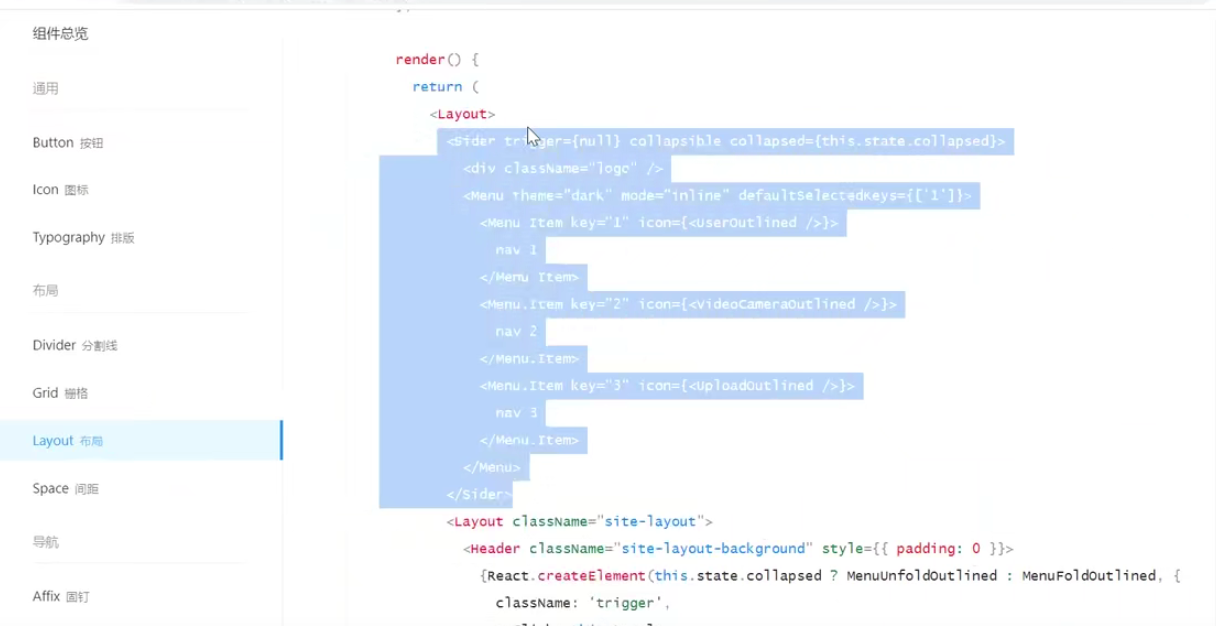 组件总览
通用
Button 按钮
Icon 图标
Typography 排版
布局
Divider 分割线
Grid 栅格
Layout 布局
Space 间距
导航
Affix 固钉
render() {
return (
<Layout>
<Sider trigger={null} collapsible collapsed={this.state.collapsed}>
<div className="logo" />
<Menu theme="dark" mode="inline" defaultSelectedKeys={['1']}>
<Menu.Item key="1" icon={<UserOutlined />}>
nav 1
</Menu.Item>
<Menu.Item key="2" icon={<VideoCameraOutlined />}>
nav 2
</Menu.Item>
<Menu.Item key="3" icon={<UploadOutlined />}>
nav 3
</Menu.Item>
</Menu>
</Sider>
<Layout className="site-layout">
<Header className="site-layout-background" style={{ padding: 0 }}>
{React.createElement(this.state.collapsed ? MenuUnfoldOutlined : MenuFoldOutlined, {
className: 'trigger',